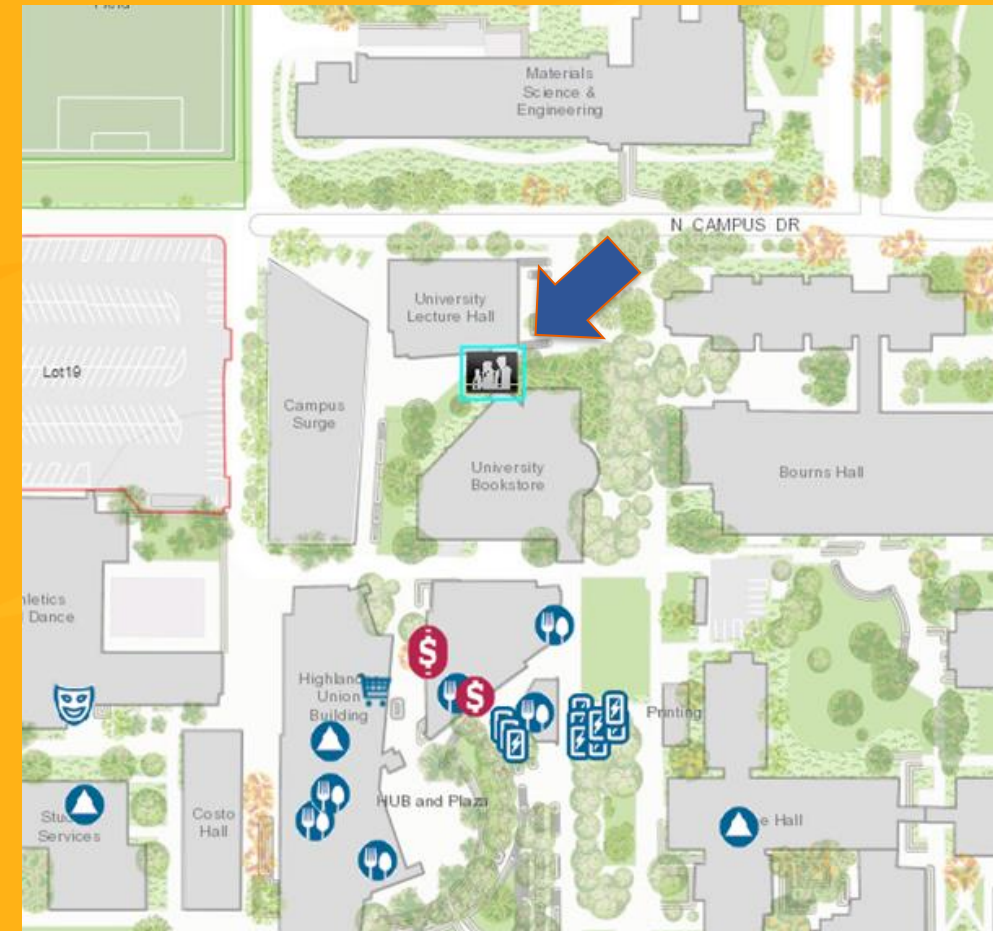 Materials
Science &
Engineering
N CAMPUS DR
University
Lecture Hall
Lot19
Campus
Surge
University
Bookstore
Bourns Hall
Dance
$
Highland
Union
Building
$
Printing
HUB and Plaza
Services
Costo
Hall
Hall